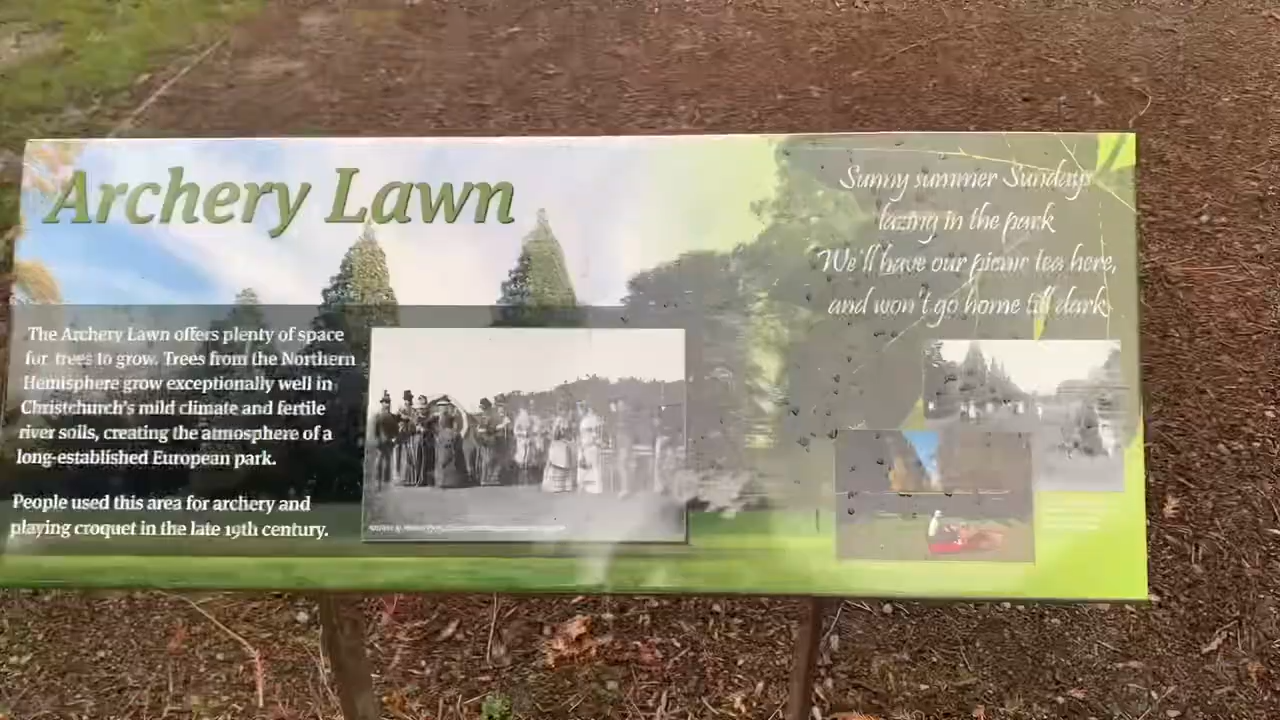 Archery Lawn
The Archery Lawn offers plenty of space
for trees to grow. Trees from the Northern
Hemisphere grow exceptionally well in
Christchurch's mild climate and fertile
river soils, creating the atmosphere of a
long-established European park.
People used this area for archery and
playing croquet in the late 19th century.
Sunny summer Sundays
lazing in the park
We'll have our picnic tea here,
and won't go home till dark